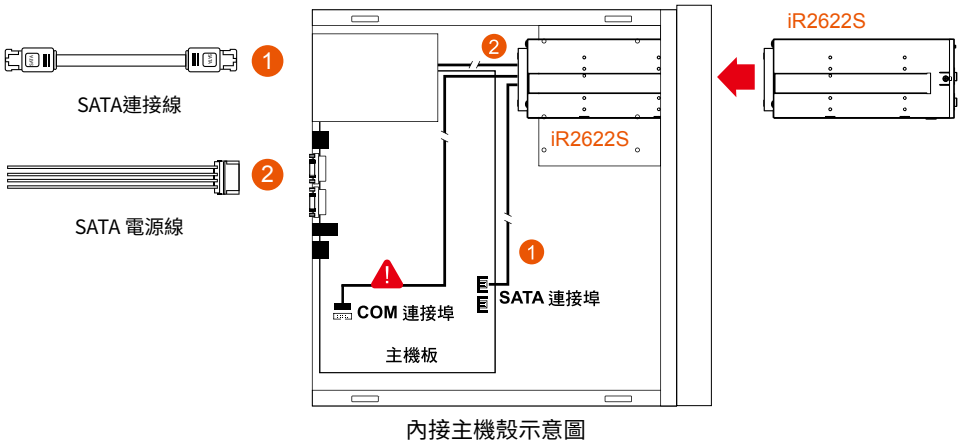 1
SATA連接線
2
SATA 電源線
2
iR2622S
iR2622S
1
!
COM 連接埠
SATA 連接埠
主機板
內接主機殼示意圖